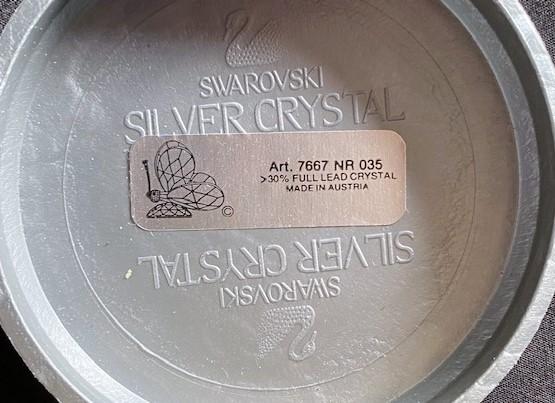 SWAROVSKI
SILVER CRYSTAL
Art. 7667 NR 035
>30% FULL LEAD CRYSTAL
MADE IN AUSTRIA
©
SILVER CRYSTAL
SWAROVSKI